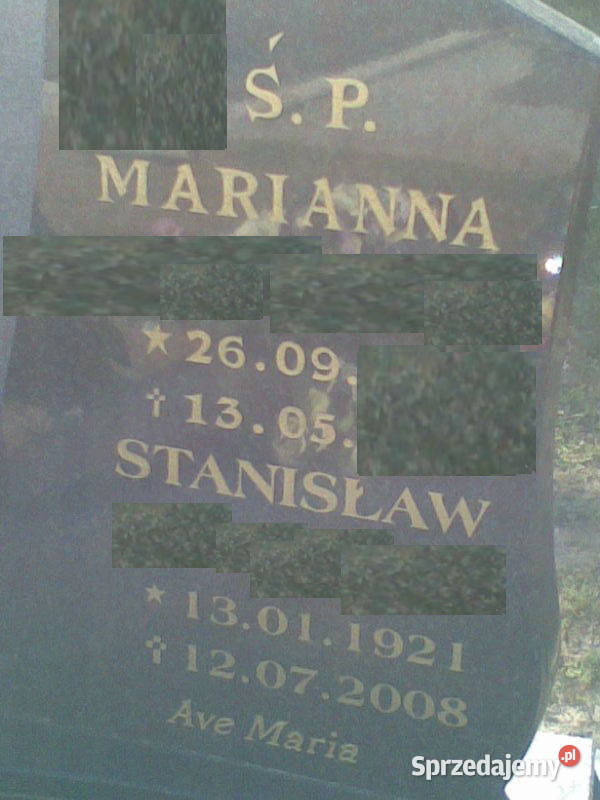 Ś. P.
MARIANNA
★ 26.09.
† 13.05.
STANISŁAW
★ 13.01.1921
† 12.07.2008
Ave Maria
Sprzedajemy.pl